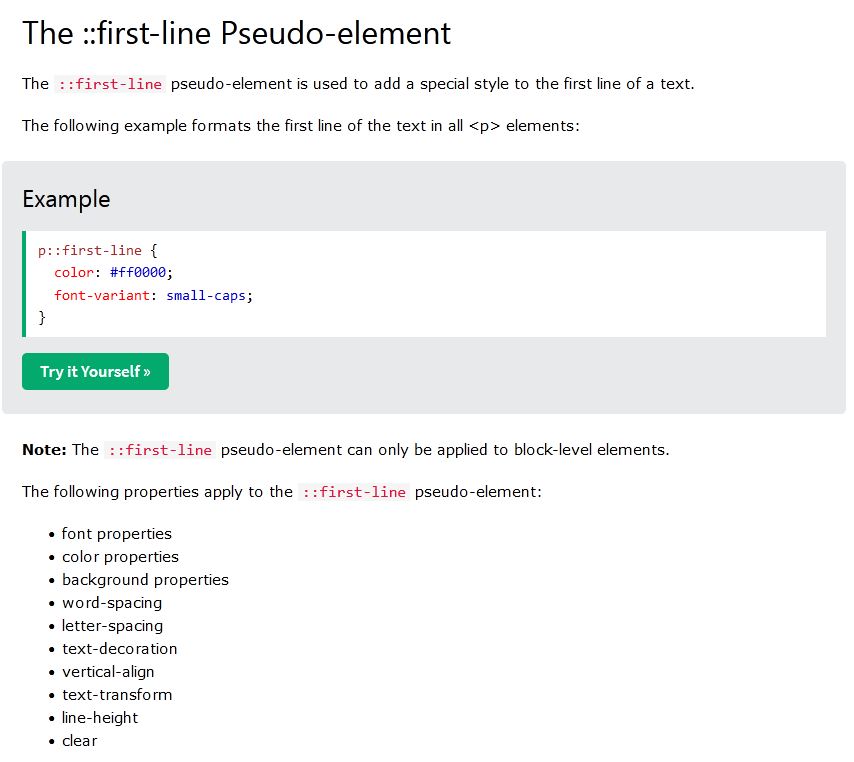 The ::first-line Pseudo-element
The ::first-line pseudo-element is used to add a special style to the first line of a text.
The following example formats the first line of the text in all <p> elements:
Example
p::first-line {
  color: #ff0000;
  font-variant: small-caps;
}
Try it Yourself »
Note: The ::first-line pseudo-element can only be applied to block-level elements.
The following properties apply to the ::first-line pseudo-element:
• font properties
• color properties
• background properties
• word-spacing
• letter-spacing
• text-decoration
• vertical-align
• text-transform
• line-height
• clear